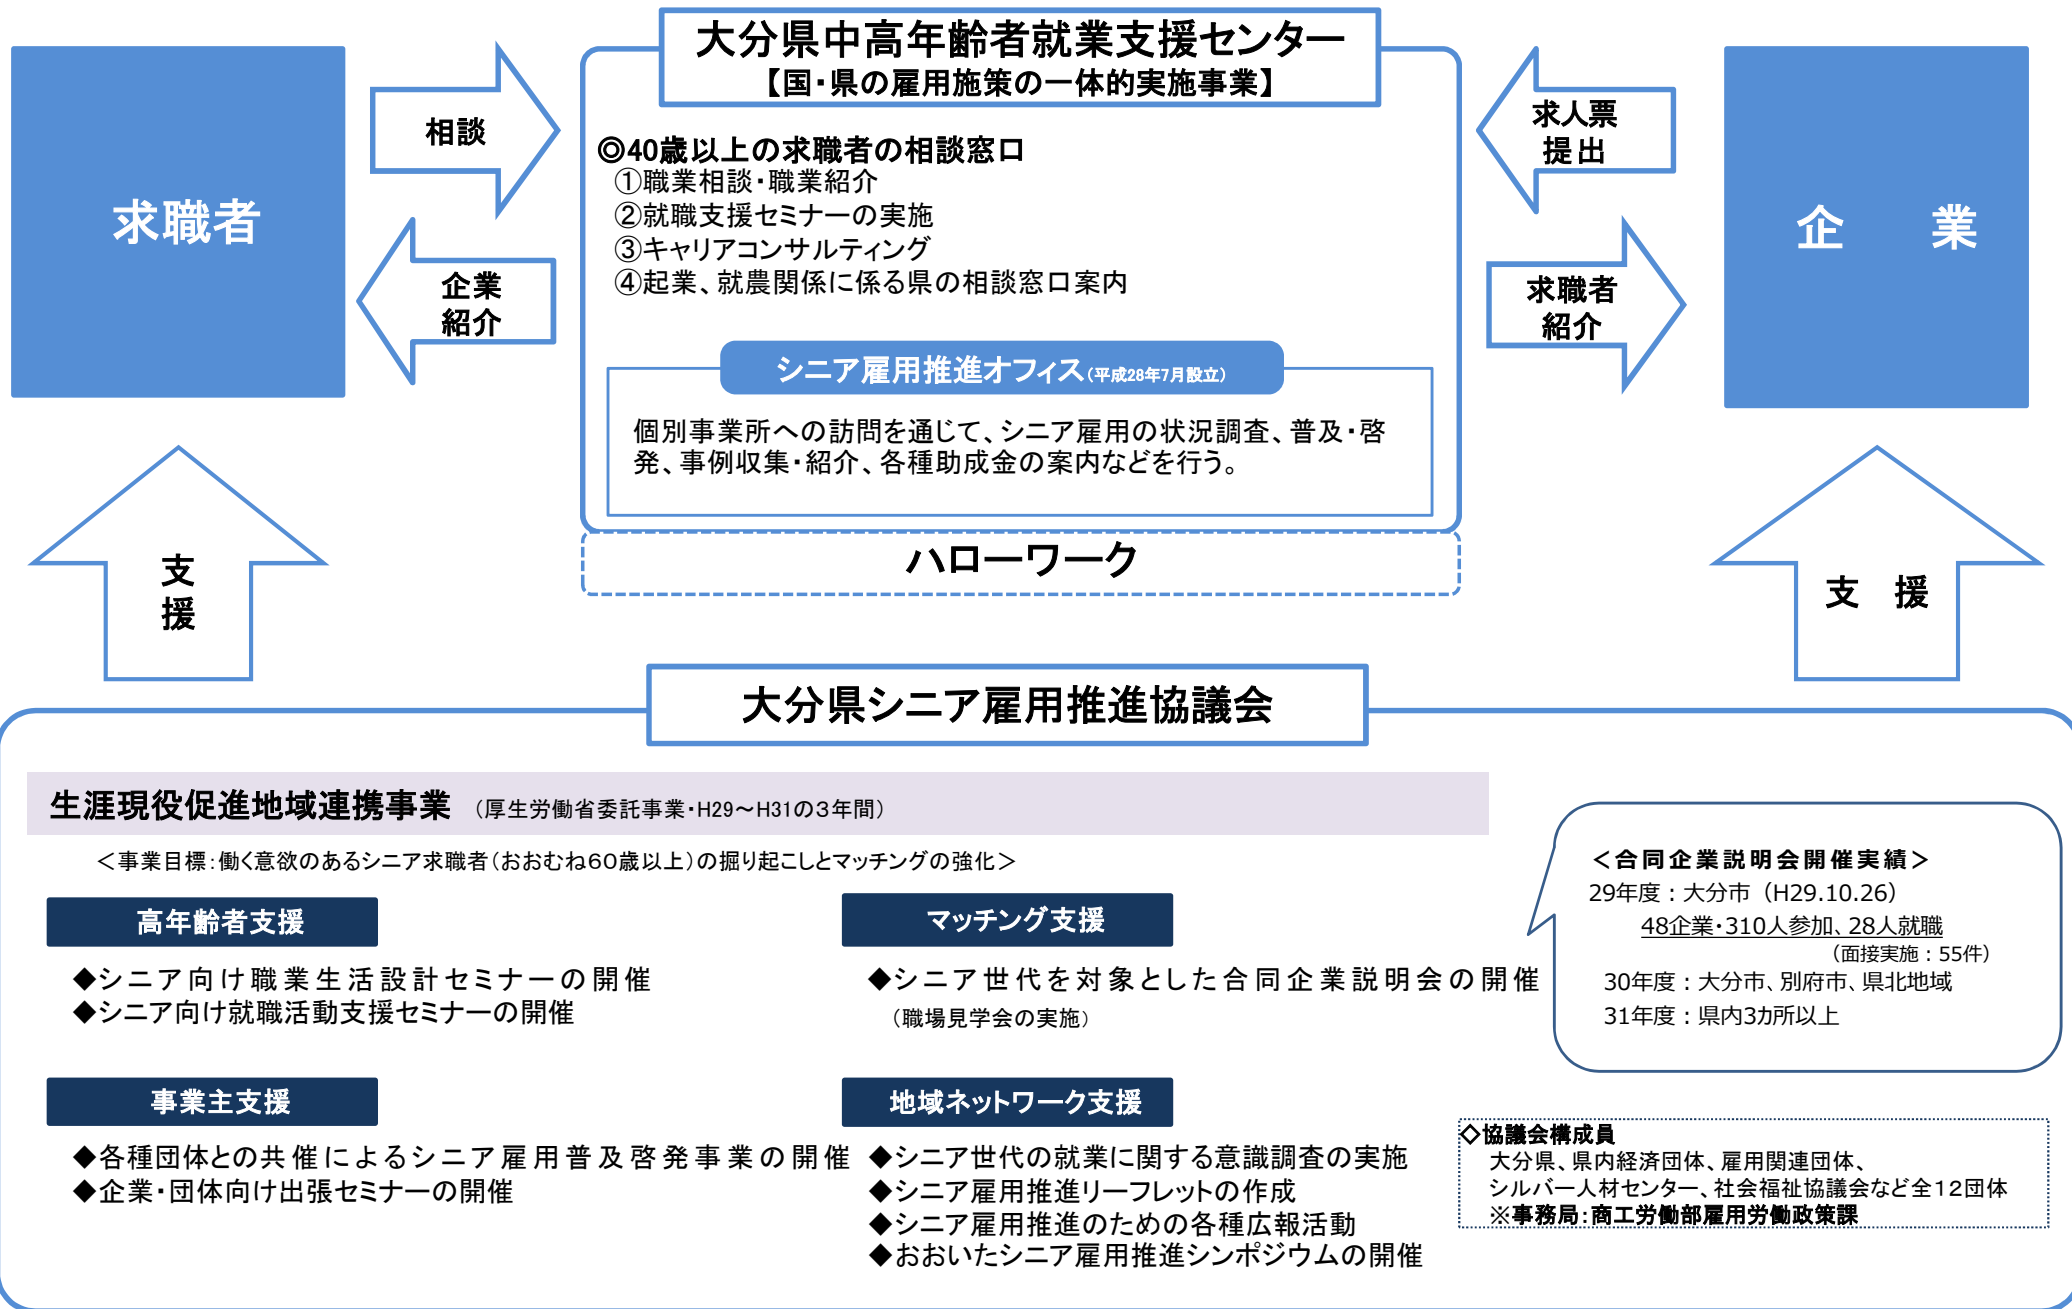 大分県中高年齢者就業支援センター
【国・県の雇用施策の一体的実施事業】
求職者
相談
企業
紹介
◎40歳以上の求職者の相談窓口
①職業相談・職業紹介
②就職支援セミナーの実施
③キャリアコンサルティング
④起業、就農関係に係る県の相談窓口案内
シニア雇用推進オフィス(平成28年7月設立)
個別事業所への訪問を通じて、シニア雇用の状況調査、普及・啓
発、事例収集・紹介、各種助成金の案内などを行う。
ハローワーク
求人票
提出
求職者
紹介
企　業
支
援
支　援
大分県シニア雇用推進協議会
生涯現役促進地域連携事業　（厚生労働省委託事業・H29～H31の3年間）
＜事業目標：働く意欲のあるシニア求職者（おおむね60歳以上）の掘り起こしとマッチングの強化＞
高年齢者支援
◆シニア向け職業生活設計セミナーの開催
◆シニア向け就職活動支援セミナーの開催
マッチング支援
◆シニア世代を対象とした合同企業説明会の開催
（職場見学会の実施）
＜合同企業説明会開催実績＞
29年度：大分市（H29.10.26）
48企業・310人参加、28人就職
（面接実施：55件）
30年度：大分市、別府市、県北地域
31年度：県内3カ所以上
事業主支援
◆各種団体との共催によるシニア雇用普及啓発事業の開催
◆企業・団体向け出張セミナーの開催
地域ネットワーク支援
◆シニア世代の就業に関する意識調査の実施
◆シニア雇用推進リーフレットの作成
◆シニア雇用推進のための各種広報活動
◆おおいたシニア雇用推進シンポジウムの開催
◇協議会構成員
大分県、県内経済団体、雇用関連団体、
シルバー人材センター、社会福祉協議会など全12団体
※事務局：商工労働部雇用労働政策課